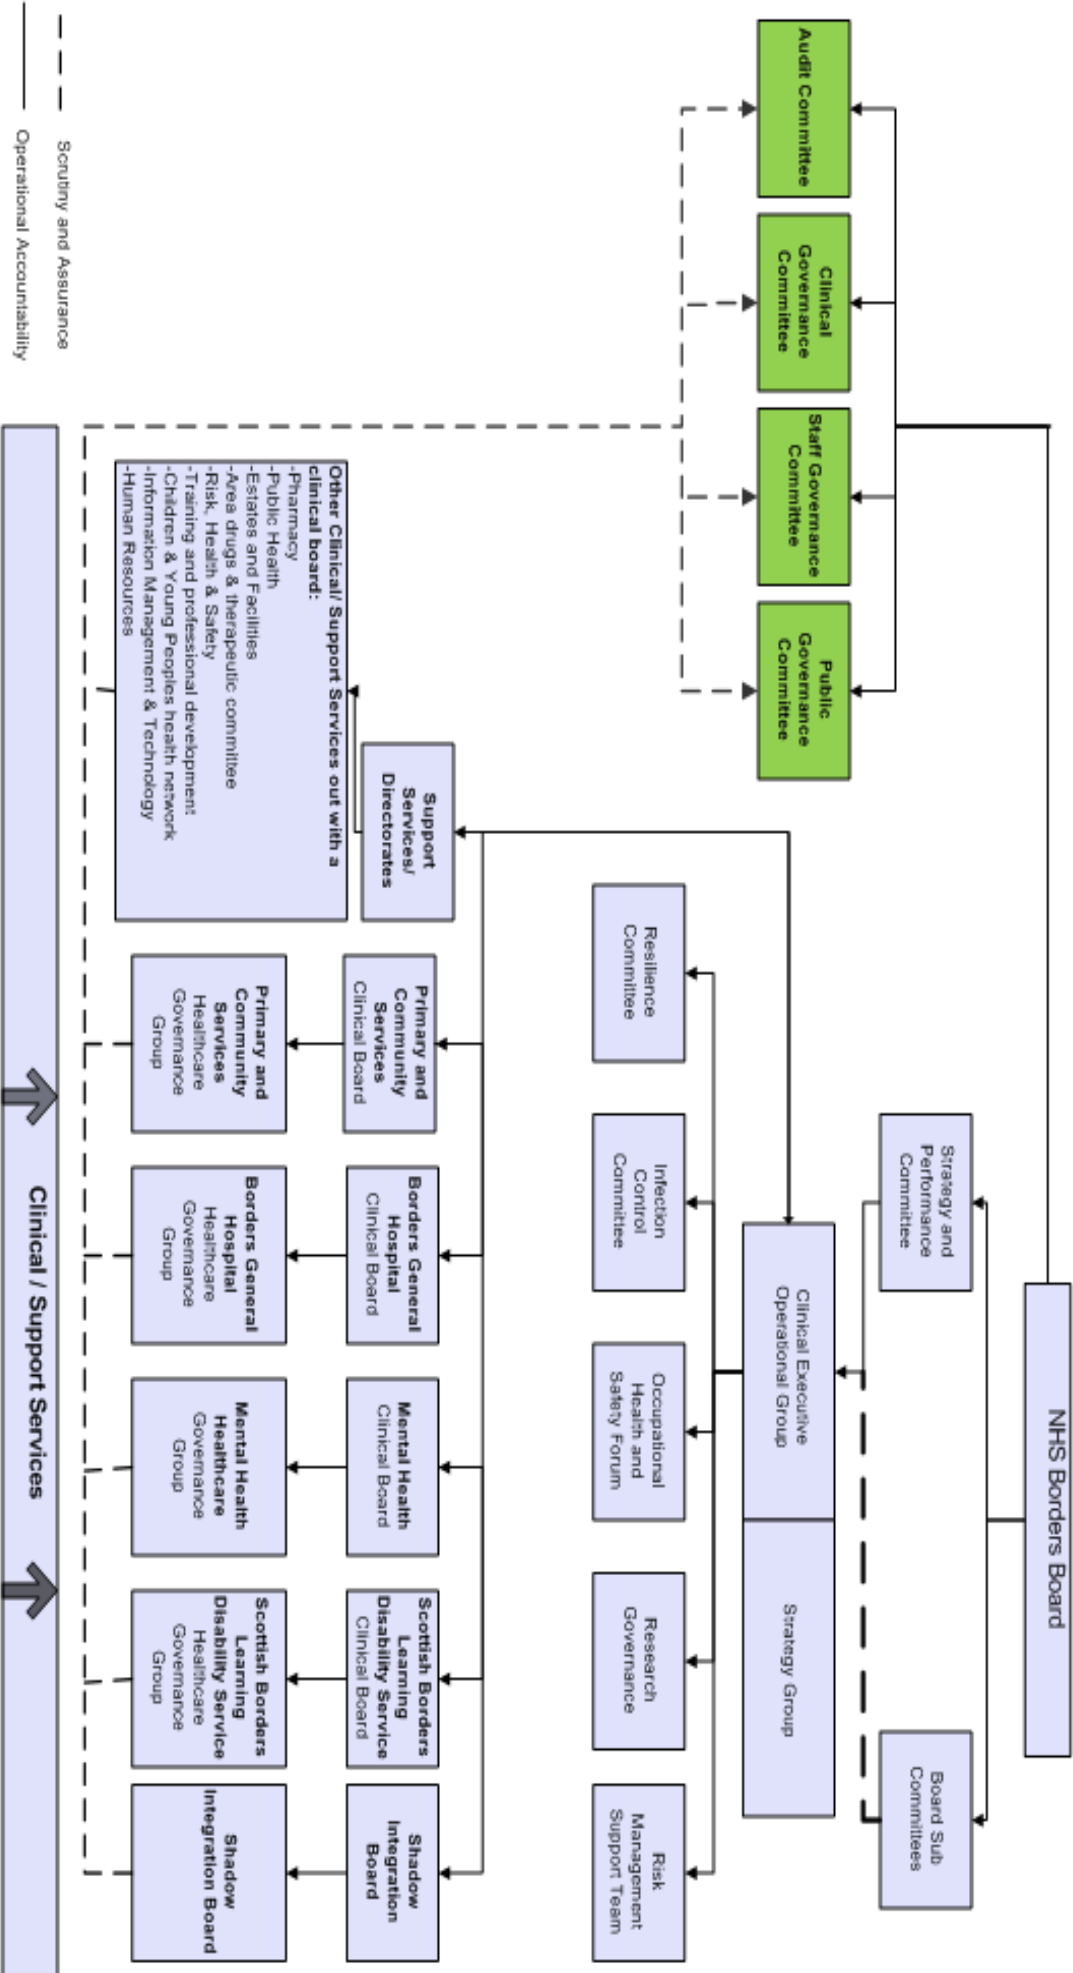 NHS Borders Board
Strategy and
Performance
Committee
Board Sub
Committees
Audit Committee
Clinical
Governance
Committee
Staff Governance
Committee
Public
Governance
Committee
Clinical Executive
Operational Group
Strategy Group
Resilience
Committee
Infection
Control
Committee
Occupational
Health and
Safety Forum
Research
Governance
Risk
Management
Support Team
Support
Services/
Directorates
Primary and
Community
Services
Clinical Board
Borders General
Hospital
Clinical Board
Mental Health
Clinical Board
Scottish Borders
Learning
Disability Service
Clinical Board
Shadow
Integration
Board
Other Clinical/ Support Services out with a
clinical board:
-Pharmacy
-Public Health
-Estates and Facilities
-Area drugs & therapeutic committee
-Risk, Health & Safety
-Training and professional development
-Children & Young Peoples health network
-Information Management & Technology
-Human Resources
Primary and
Community
Services
Healthcare
Governance
Group
Borders General
Hospital
Healthcare
Governance
Group
Mental Health
Healthcare
Governance
Group
Scottish Borders
Learning
Disability Service
Healthcare
Governance
Group
Shadow
Integration Board
Clinical / Support Services
Scrutiny and Assurance
Operational Accountability